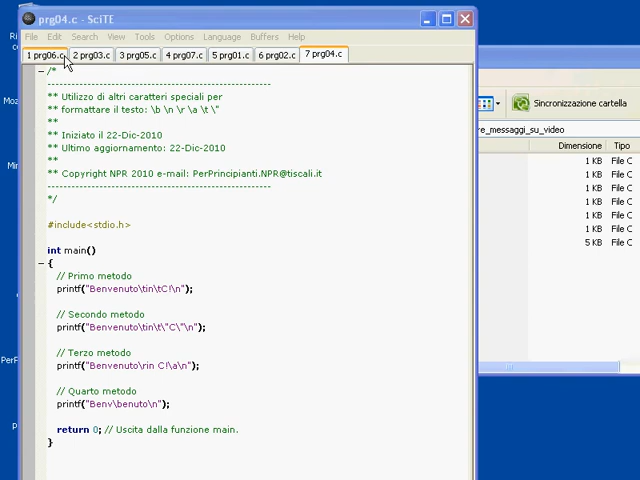 prg04.c - SciTE
File Edit Search View Tools Options Language Buffers Help
1 prg06.c 2 prg03.c 3 prg05.c 4 prg07.c 5 prg01.c 6 prg02.c 7 prg04.c
/*
---------------------------------------------------
** Utilizzo di altri caratteri speciali per
** formattare il testo: \b \n \r \a \t \"
**
** Iniziato il 22-Dic-2010
** Ultimo aggiornamento: 22-Dic-2010
**
** Copyright NPR 2010 e-mail: PerPrincipianti.NPR@tiscali.it
---------------------------------------------------
*/
#include<stdio.h>
int main()
{
// Primo metodo
printf("Benvenuto\tin\tC!\n");
// Secondo metodo
printf("Benvenuto\tin\t\"C\"\n");
// Terzo metodo
printf("Benvenuto\rin C!\a\n");
// Quarto metodo
printf("Benv\benuto\n");
return 0; // Uscita dalla funzione main.
}
Sincronizzazione cartella
re_messaggi_su_video
Dimensione Tipo
1 KB File C
1 KB File C
1 KB File C
1 KB File C
1 KB File C
1 KB File C
5 KB File C